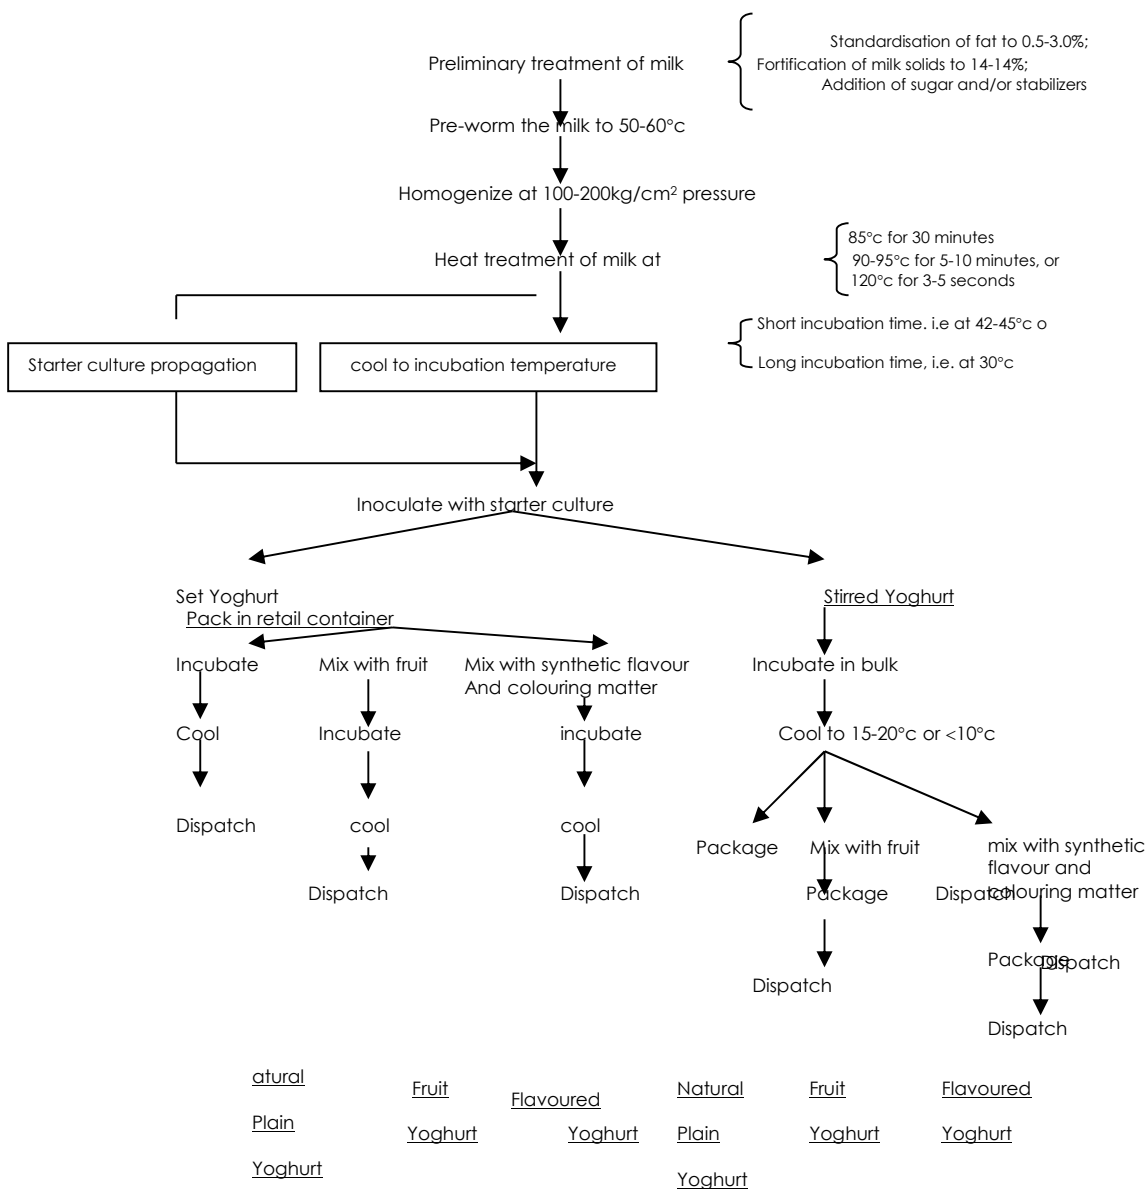 Standardisation of fat to 0.5-3.0%;
Preliminary treatment of milk
Fortification of milk solids to 14-14%;
Addition of sugar and/or stabilizers
Pre-worm the milk to 50-60°c
Homogenize at 100-200kg/cm² pressure
Heat treatment of milk at
85°c for 30 minutes
90-95°c for 5-10 minutes, or
120°c for 3-5 seconds
Short incubation time. i.e at 42-45°c o
Long incubation time, i.e. at 30°c
Starter culture propagation
cool to incubation temperature
Inoculate with starter culture
Set Yoghurt
Pack in retail container
Stirred Yoghurt
Incubate
Mix with fruit
Mix with synthetic flavour
And colouring matter
Incubate in bulk
Cool
Incubate
incubate
Cool to 15-20°c or <10°c
Dispatch
cool
cool
Package
Mix with fruit
mix with synthetic
flavour and
colouring matter
Dispatch
Dispatch
Package
Dispatch
Package
Dispatch
Dispatch
Dispatch
atural
Plain
Yoghurt
Fruit
Yoghurt
Flavoured
Yoghurt
Natural
Plain
Yoghurt
Fruit
Yoghurt
Flavoured
Yoghurt